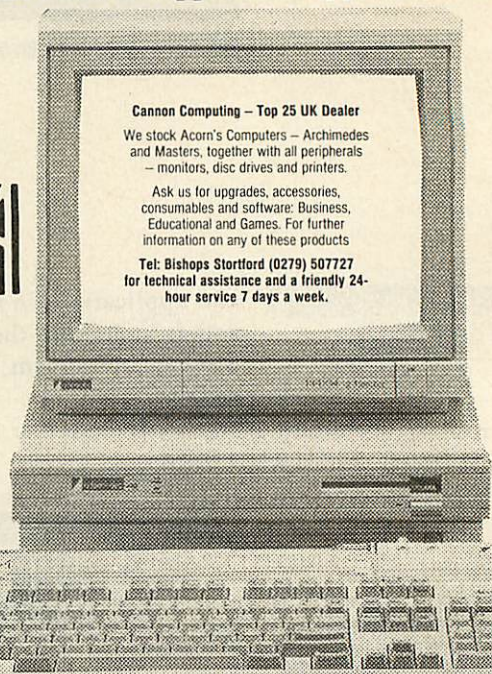 Cannon Computing – Top 25 UK Dealer
We stock Acorn's Computers – Archimedes
and Masters, together with all peripherals
– monitors, disc drives and printers.
Ask us for upgrades, accessories,
consumables and software: Business,
Educational and Games. For further
information on any of these products
Tel: Bishops Stortford (0279) 507727
for technical assistance and a friendly 24-
hour service 7 days a week.